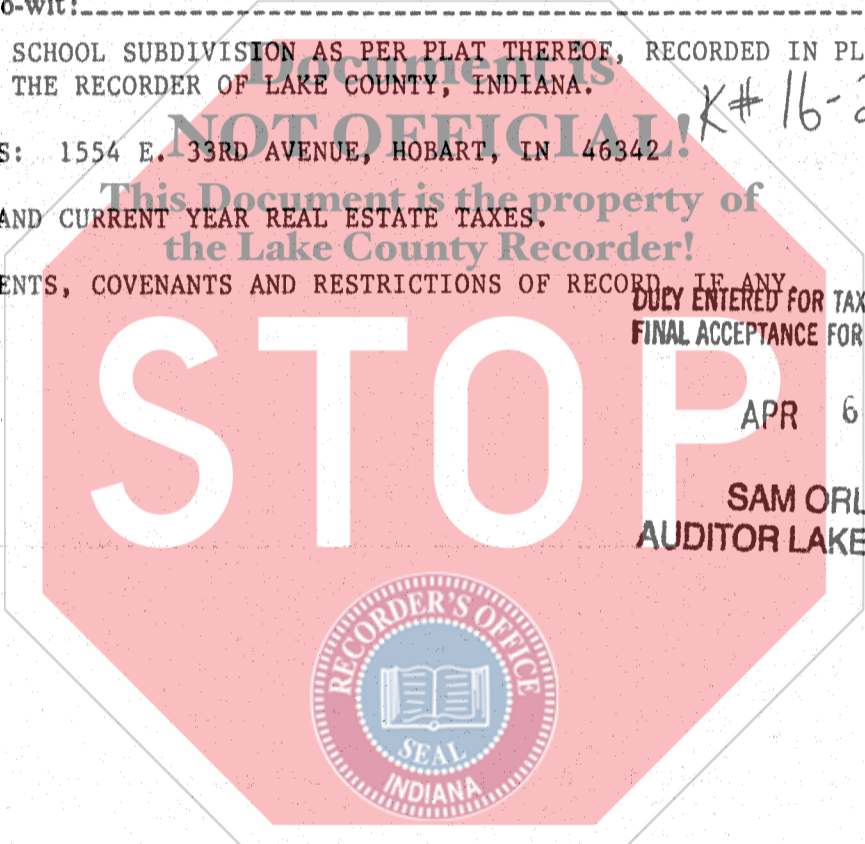 o-wit:
SCHOOL SUBDIVISION AS PER PLAT THEREOF, RECORDED IN PL
Document is
THE RECORDER OF LAKE COUNTY, INDIANA.
K# 16-
NOT OFFICIAL!
S: 1554 E. 33RD AVENUE, HOBART, IN 46342
This Document is the property of
AND CURRENT YEAR REAL ESTATE TAXES.
the Lake County Recorder!
ENTS, COVENANTS AND RESTRICTIONS OF RECORD, IF ANY.
DULY ENTERED FOR TAX
FINAL ACCEPTANCE FOR
STOP
APR 6
SAM ORL
AUDITOR LAKE
RECORDER'S OFFICE
SEAL
INDIANA